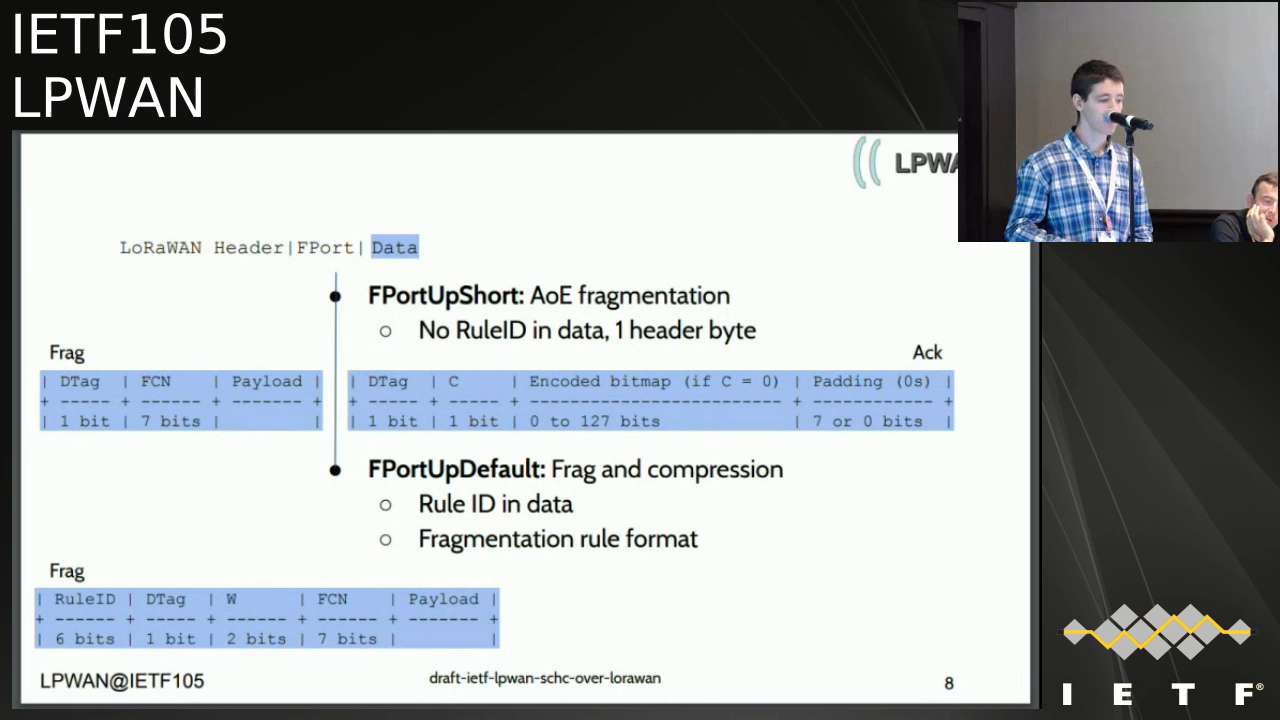 IETF105
LPWAN
LPWA
LoRaWAN Header|FPort| Data
FPortUpShort: AoE fragmentation
No RuleID in data, 1 header byte
Frag
Ack
| DTag | FCN | Payload |
+ ----- + ------ + ------- +
| 1 bit | 7 bits | |
| DTag | C | Encoded bitmap (if C = 0) | Padding (0s) |
+ ----- + ----- + ------------------------- + ------------ +
| 1 bit | 1 bit | 0 to 127 bits | 7 or 0 bits |
FPortUpDefault: Frag and compression
Rule ID in data
Fragmentation rule format
Frag
| RuleID | DTag | W | FCN | Payload |
+ ------ + ----- + ------ + ------ + ------- +
| 6 bits | 1 bit | 2 bits | 7 bits | |
LPWAN@IETF105
draft-ietf-lpwan-schc-over-lorawan
8
I E T F®